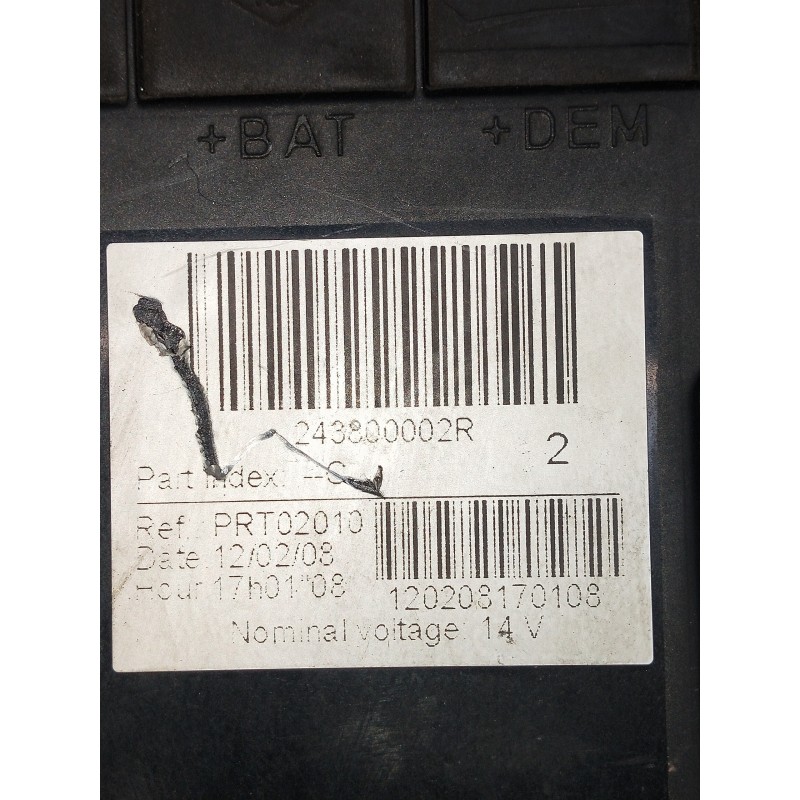 +BAT +DEM
243800002R
2
Part Index: --C
Ref. PRT02010
Date 12/02/08
Hour 17h01"08
120208170108
Nominal voltage: 14 V